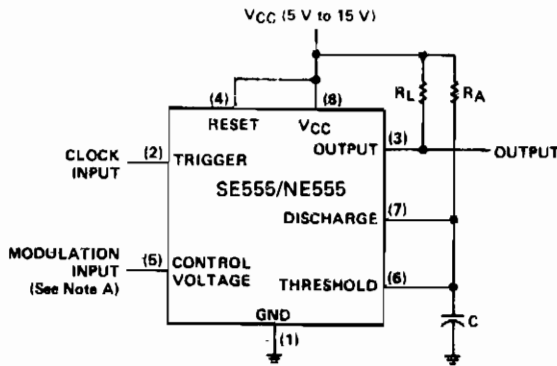 VCC (5 V to 15 V)
(4)
(8)
RL
RA
RESET
VCC
(3)
OUTPUT
OUTPUT
CLOCK
INPUT
(2)
TRIGGER
SE555/NE555
(7)
DISCHARGE
MODULATION
INPUT
(See Note A)
(5)
CONTROL
VOLTAGE
(6)
THRESHOLD
GND
(1)
C